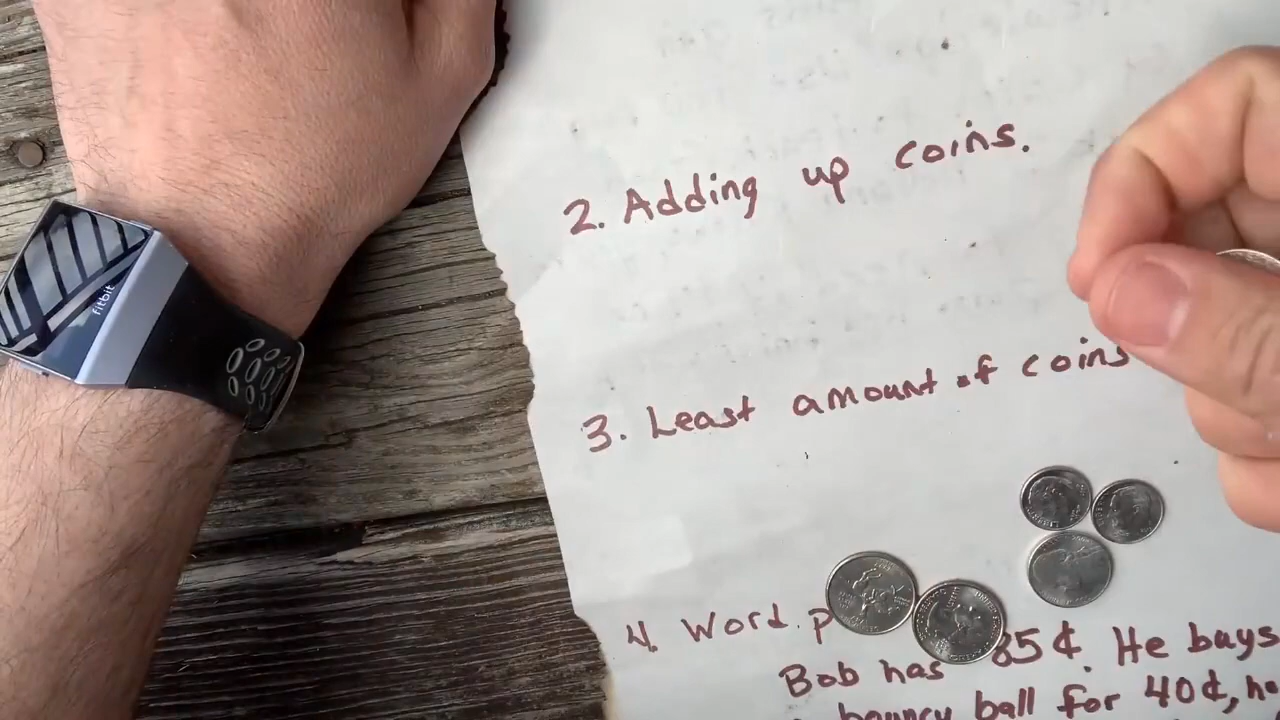 fitbit
2. Adding up coins.
3. Least amount of coins
4. Word.
Bob has 85¢. He buys
bouncy ball for 40¢,